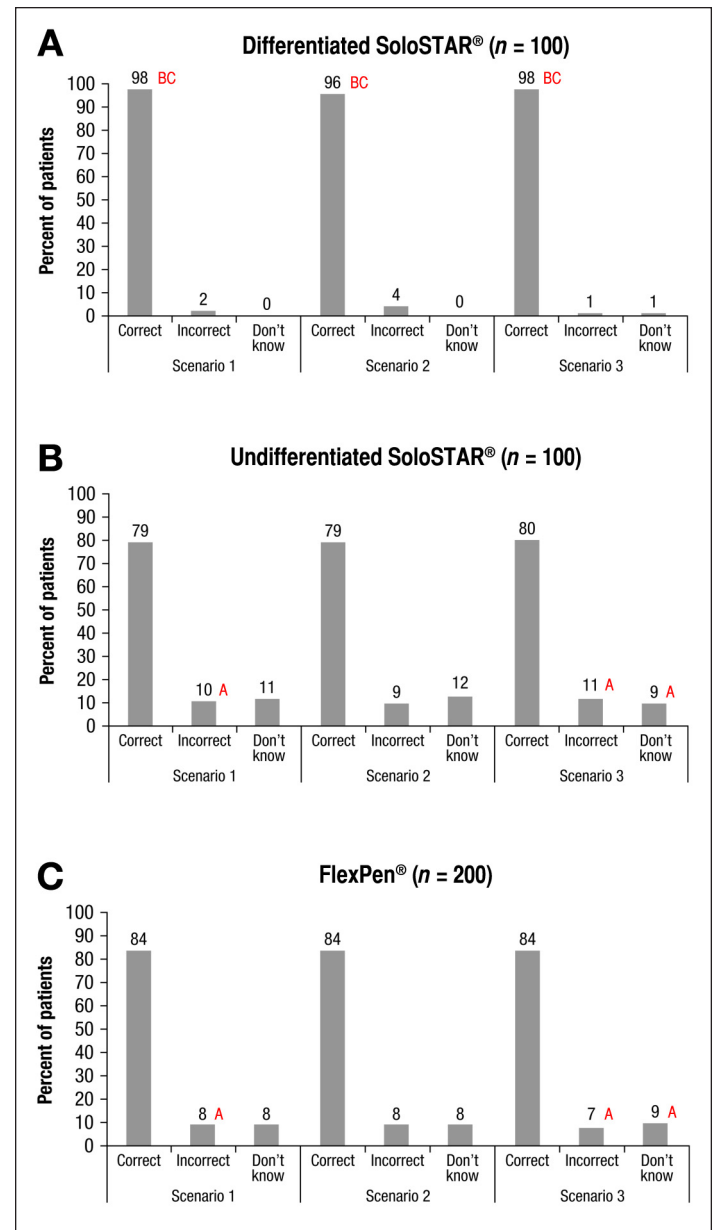 A
Differentiated SoloSTAR® (n = 100)
Percent of patients
100
90
80
70
60
50
40
30
20
10
0
98 BC
2
0
96 BC
4
0
98 BC
1
1
Correct Incorrect Don't know Correct Incorrect Don't know Correct Incorrect Don't know
Scenario 1 Scenario 2 Scenario 3
B
Undifferentiated SoloSTAR® (n = 100)
Percent of patients
100
90
80
70
60
50
40
30
20
10
0
79
10 A
11
79
9
12
80
11 A
9 A
Correct Incorrect Don't know Correct Incorrect Don't know Correct Incorrect Don't know
Scenario 1 Scenario 2 Scenario 3
C
FlexPen® (n = 200)
Percent of patients
100
90
80
70
60
50
40
30
20
10
0
84
8 A
8
84
8
8
84
7 A
9 A
Correct Incorrect Don't know Correct Incorrect Don't know Correct Incorrect Don't know
Scenario 1 Scenario 2 Scenario 3